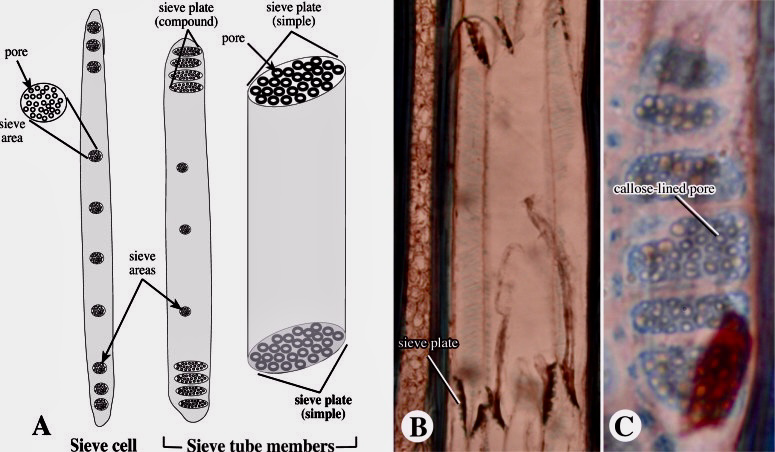 sieve plate
(compound)
sieve plate
(simple)
pore
pore
sieve
area
sieve
areas
sieve plate
(simple)
A
Sieve cell
Sieve tube members
sieve plate
B
callose-lined pore
C